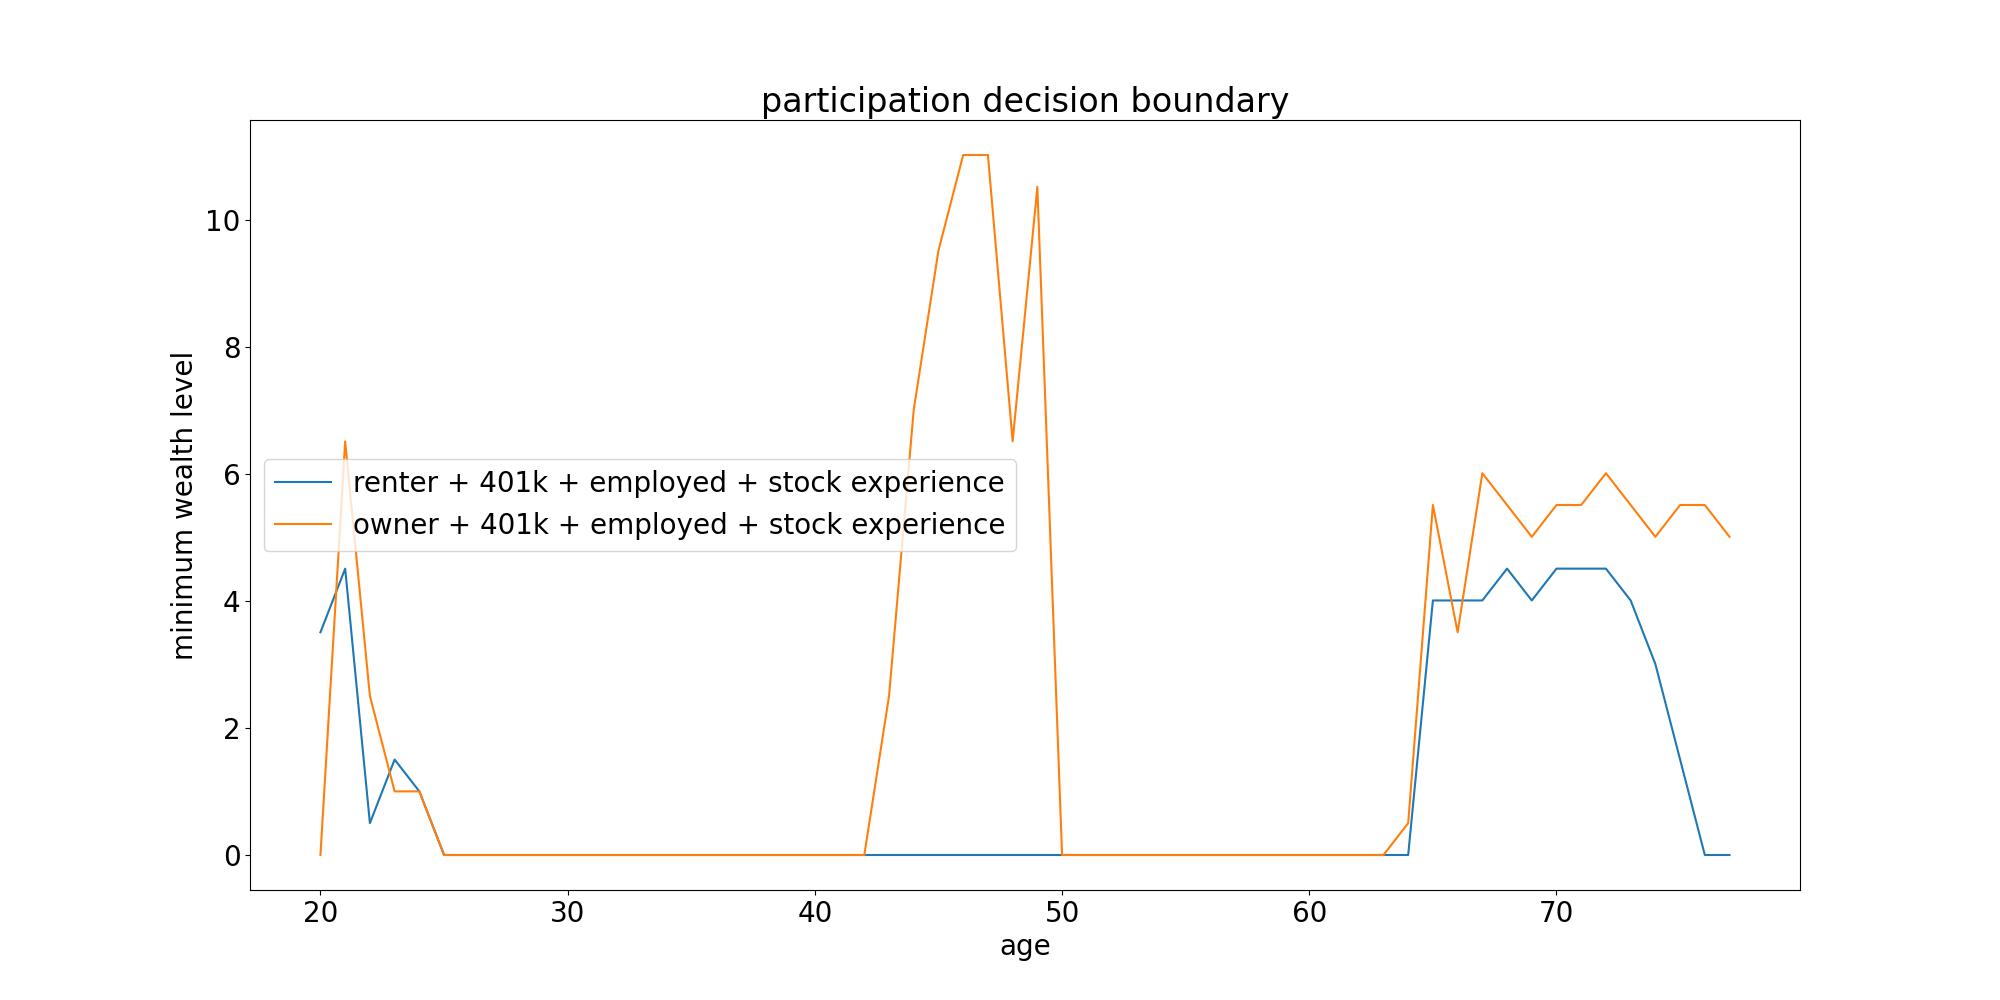 participation decision boundary
minimum wealth level
10
8
6
4
2
0
renter + 401k + employed + stock experience
owner + 401k + employed + stock experience
20 30 40 50 60 70
age